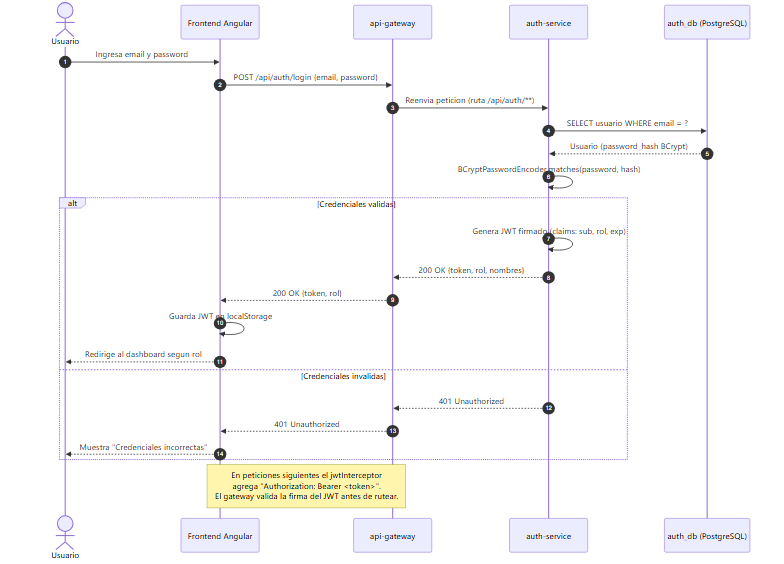 Usuario
Frontend Angular
api-gateway
auth-service
auth_db (PostgreSQL)
1 Ingresa email y password
2 POST /api/auth/login (email, password)
3 Reenvia peticion (ruta /api/auth/**)
4 SELECT usuario WHERE email = ?
5 Usuario (password_hash BCrypt)
6 BCryptPasswordEncoder.matches(password, hash)
alt
[Credenciales validas]
7 Genera JWT firmado (claims: sub, rol, exp)
8 200 OK (token, rol, nombres)
9 200 OK (token, rol)
10 Guarda JWT en localStorage
11 Redirige al dashboard segun rol
[Credenciales invalidas]
12 401 Unauthorized
13 401 Unauthorized
14 Muestra "Credenciales incorrectas"
En peticiones siguientes el jwtInterceptor
agrega "Authorization: Bearer <token>".
El gateway valida la firma del JWT antes de rutear.
Usuario
Frontend Angular
api-gateway
auth-service
auth_db (PostgreSQL)